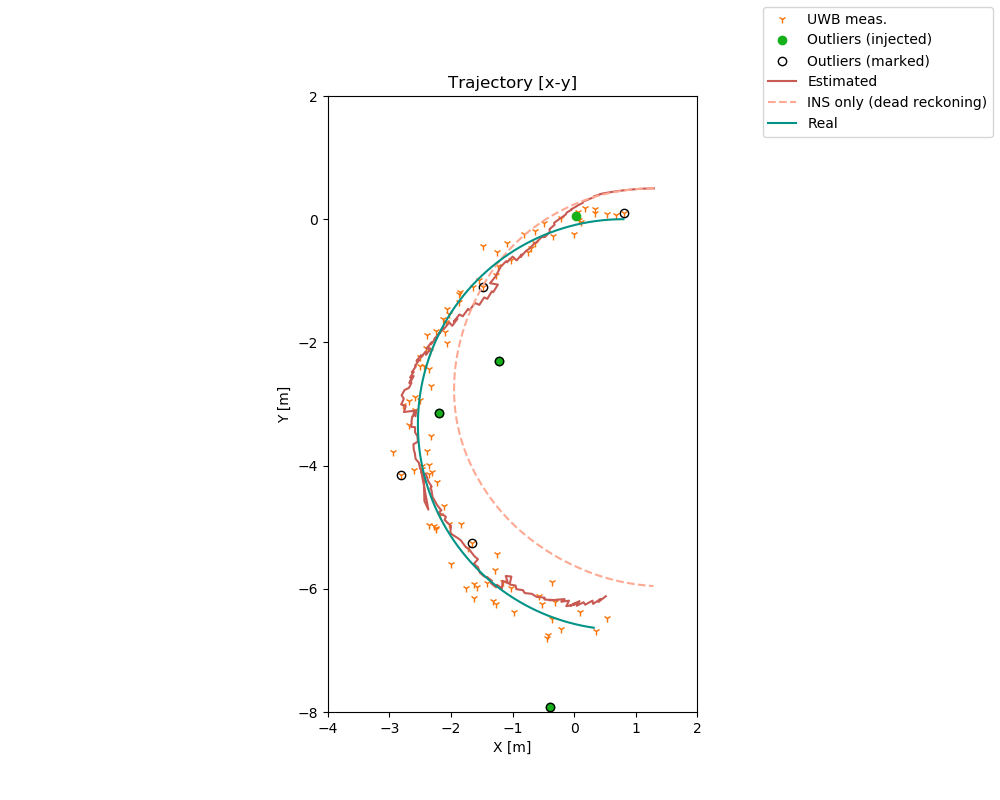 UWB meas.
Outliers (injected)
Outliers (marked)
Estimated
INS only (dead reckoning)
Real
Trajectory [x-y]
2
0
−2
−4
−6
−8
Y [m]
−4 −3 −2 −1 0 1 2
X [m]